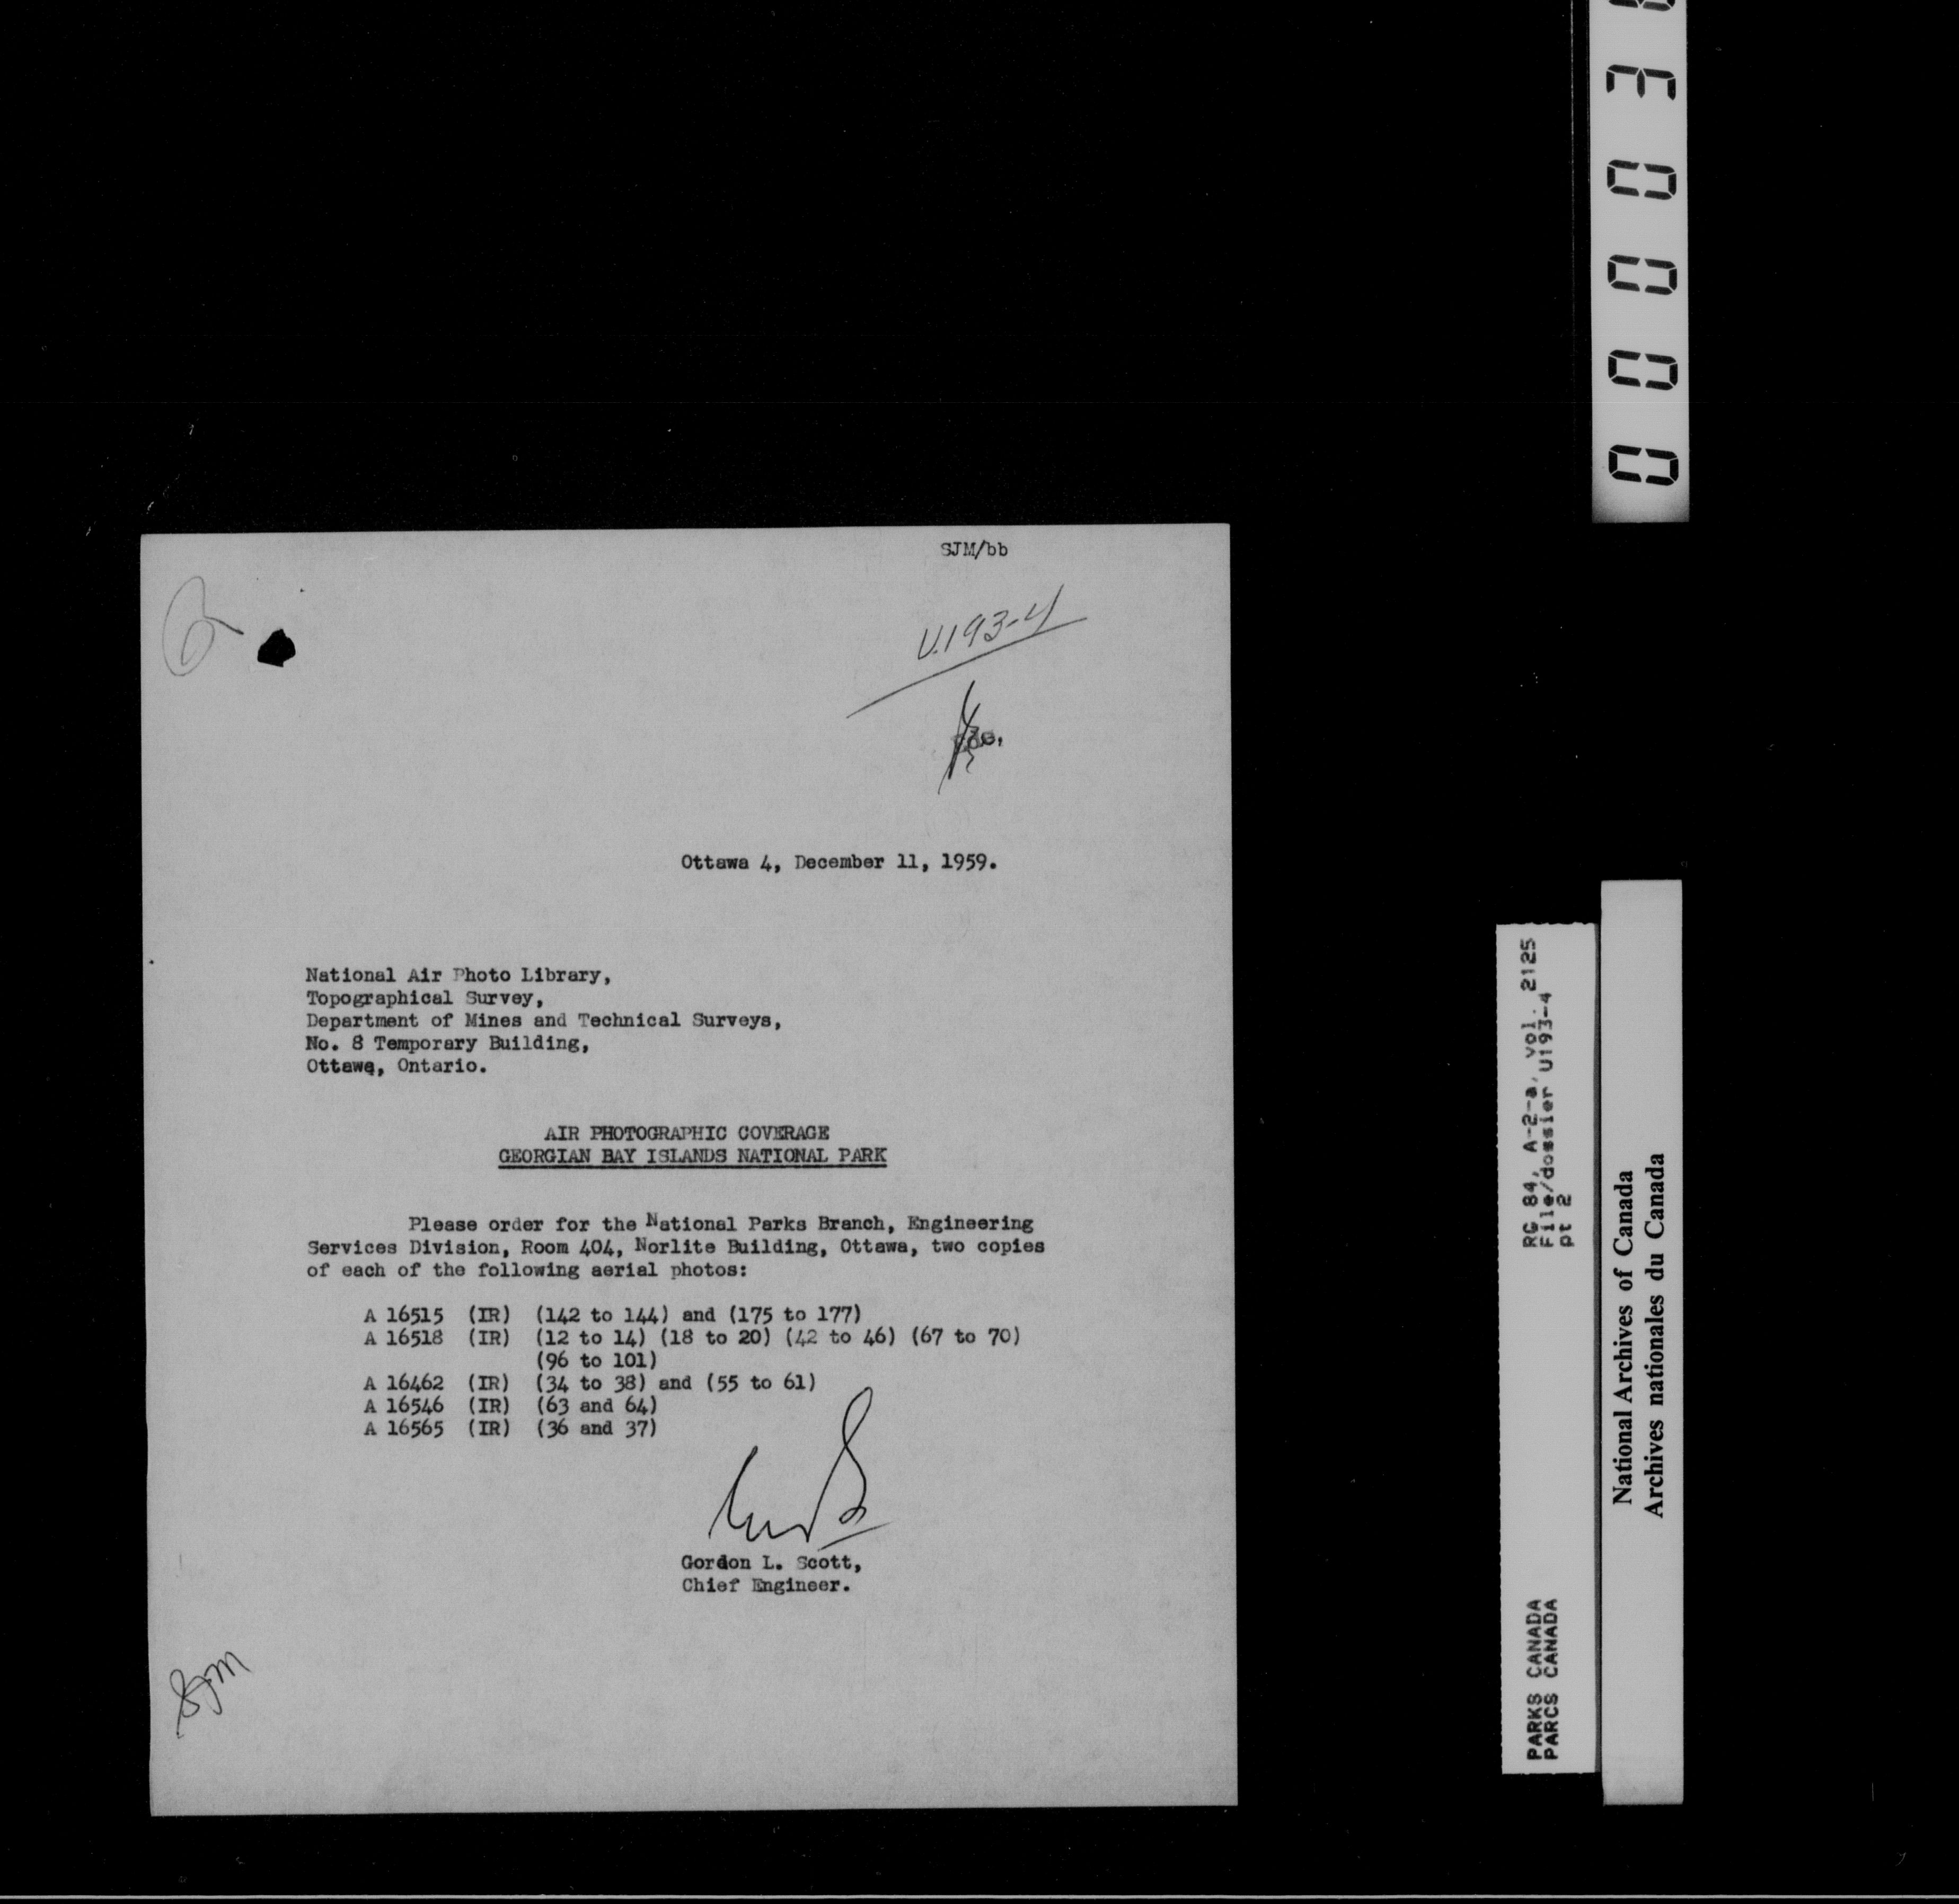 SJM/bb
U.193-4
Ottawa 4, December 11, 1959.
National Air Photo Library,
Topographical Survey,
Department of Mines and Technical Surveys,
No. 8 Temporary Building,
Ottawa, Ontario.
AIR PHOTOGRAPHIC COVERAGE
GEORGIAN BAY ISLANDS NATIONAL PARK
Please order for the National Parks Branch, Engineering
Services Division, Room 404, Norlite Building, Ottawa, two copies
of each of the following aerial photos:
A 16515 (IR) (142 to 144) and (175 to 177)
A 16518 (IR) (12 to 14) (18 to 20) (42 to 46) (67 to 70)
(96 to 101)
A 16462 (IR) (34 to 38) and (55 to 61)
A 16546 (IR) (63 and 64)
A 16565 (IR) (36 and 37)
Gordon L. Scott,
Chief Engineer.
SJM
00003
RG 84, A-2-a, vol. 2125
File/dossier U193-4
pt 2
PARKS CANADA
PARCS CANADA
National Archives of Canada
Archives nationales du Canada